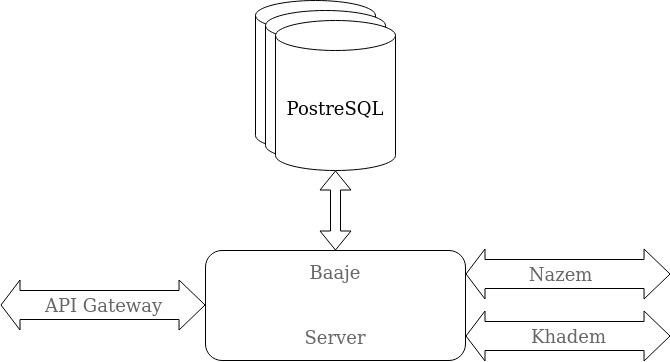 PostreSQL
Baaje
Nazem
API Gateway
Server
Khadem